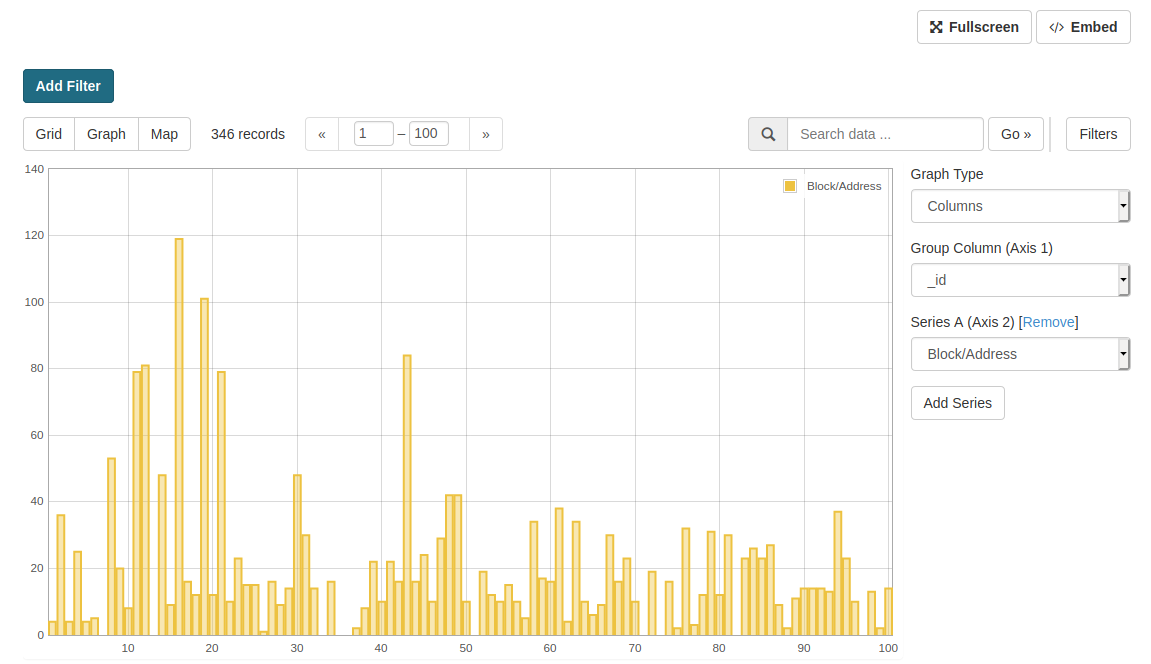 Fullscreen
</> Embed
Add Filter
Grid Graph Map 346 records « 1 – 100 » Search data ... Go » Filters
140
120
100
80
60
40
20
0
Block/Address
10 20 30 40 50 60 70 80 90 100
Graph Type
Columns
Group Column (Axis 1)
_id
Series A (Axis 2) [Remove]
Block/Address
Add Series